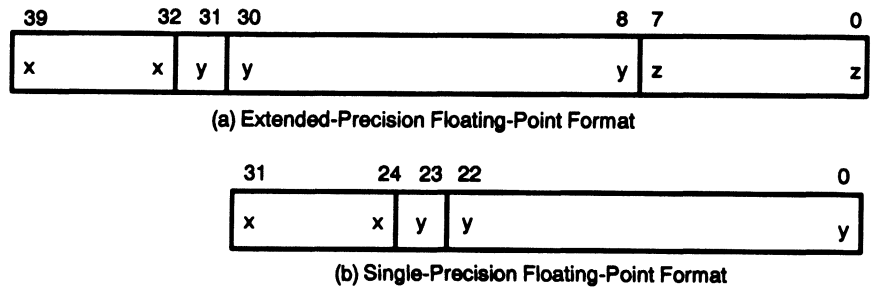 39 32 31 30 8 7 0
x x y y y z z
(a) Extended-Precision Floating-Point Format
31 24 23 22 0
x x y y y
(b) Single-Precision Floating-Point Format